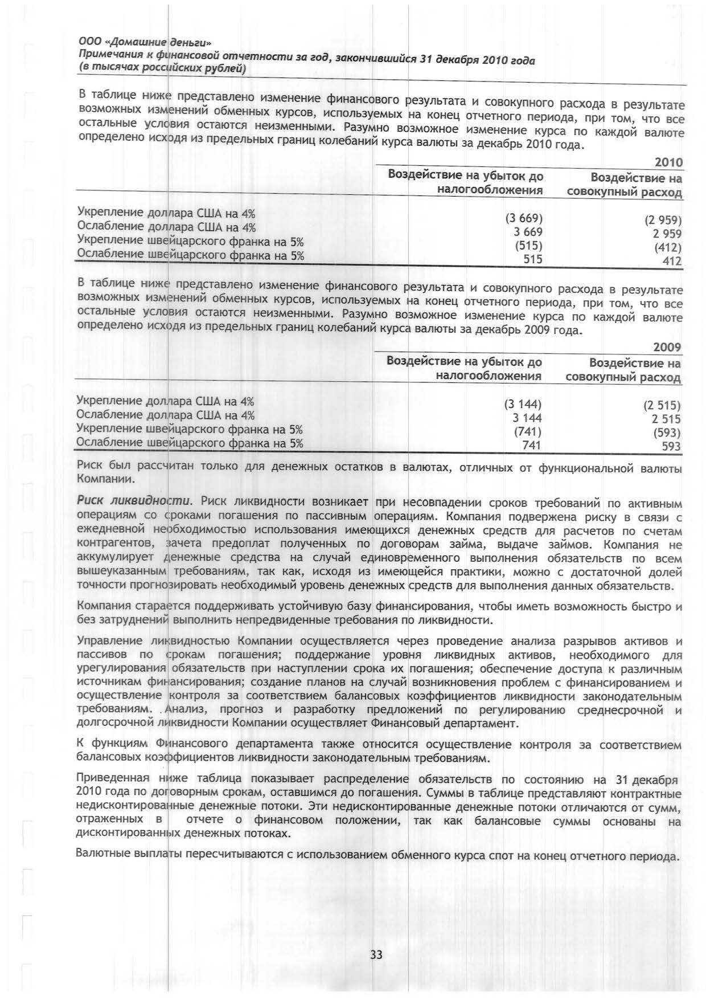 ООО «Домашние деньги»
Примечания к финансовой отчетности за год, закончившийся 31 декабря 2010 года
(в тысячах российских рублей)
В таблице ниже представлено изменение финансового результата и совокупного расхода в результате
возможных изменений обменных курсов, используемых на конец отчетного периода, при том, что все
остальные условия остаются неизменными. Разумно возможное изменение курса по каждой валюте
определено исходя из предельных границ колебаний курса валюты за декабрь 2010 года.
2010
Воздействие на убыток до Воздействие на
налогообложения совокупный расход
Укрепление доллара США на 4% (3 669) (2 959)
Ослабление доллара США на 4% 3 669 2 959
Укрепление швейцарского франка на 5% (515) (412)
Ослабление швейцарского франка на 5% 515 412
В таблице ниже представлено изменение финансового результата и совокупного расхода в результате
возможных изменений обменных курсов, используемых на конец отчетного периода, при том, что все
остальные условия остаются неизменными. Разумно возможное изменение курса по каждой валюте
определено исходя из предельных границ колебаний курса валюты за декабрь 2009 года.
2009
Воздействие на убыток до Воздействие на
налогообложения совокупный расход
Укрепление доллара США на 4% (3 144) (2 515)
Ослабление доллара США на 4% 3 144 2 515
Укрепление швейцарского франка на 5% (741) (593)
Ослабление швейцарского франка на 5% 741 593
Риск был рассчитан только для денежных остатков в валютах, отличных от функциональной валюты
Компании.
Риск ликвидности. Риск ликвидности возникает при несовпадении сроков требований по активным
операциям со сроками погашения по пассивным операциям. Компания подвержена риску в связи с
ежедневной необходимостью использования имеющихся денежных средств для расчетов по счетам
контрагентов, зачета предоплат полученных по договорам займа, выдаче займов. Компания не
аккумулирует денежные средства на случай единовременного выполнения обязательств по всем
вышеуказанным требованиям, так как, исходя из имеющейся практики, можно с достаточной долей
точности прогнозировать необходимый уровень денежных средств для выполнения данных обязательств.
Компания старается поддерживать устойчивую базу финансирования, чтобы иметь возможность быстро и
без затруднений выполнить непредвиденные требования по ликвидности.
Управление ликвидностью Компании осуществляется через проведение анализа разрывов активов и
пассивов по срокам погашения; поддержание уровня ликвидных активов, необходимого для
урегулирования обязательств при наступлении срока их погашения; обеспечение доступа к различным
источникам финансирования; создание планов на случай возникновения проблем с финансированием и
осуществление контроля за соответствием балансовых коэффициентов ликвидности законодательным
требованиям. . Анализ, прогноз и разработку предложений по регулированию среднесрочной и
долгосрочной ликвидности Компании осуществляет Финансовый департамент.
К функциям Финансового департамента также относится осуществление контроля за соответствием
балансовых коэффициентов ликвидности законодательным требованиям.
Приведенная ниже таблица показывает распределение обязательств по состоянию на 31 декабря
2010 года по договорным срокам, оставшимся до погашения. Суммы в таблице представляют контрактные
недисконтированные денежные потоки. Эти недисконтированные денежные потоки отличаются от сумм,
отраженных в отчете о финансовом положении, так как балансовые суммы основаны на
дисконтированных денежных потоках.
Валютные выплаты пересчитываются с использованием обменного курса спот на конец отчетного периода.
33